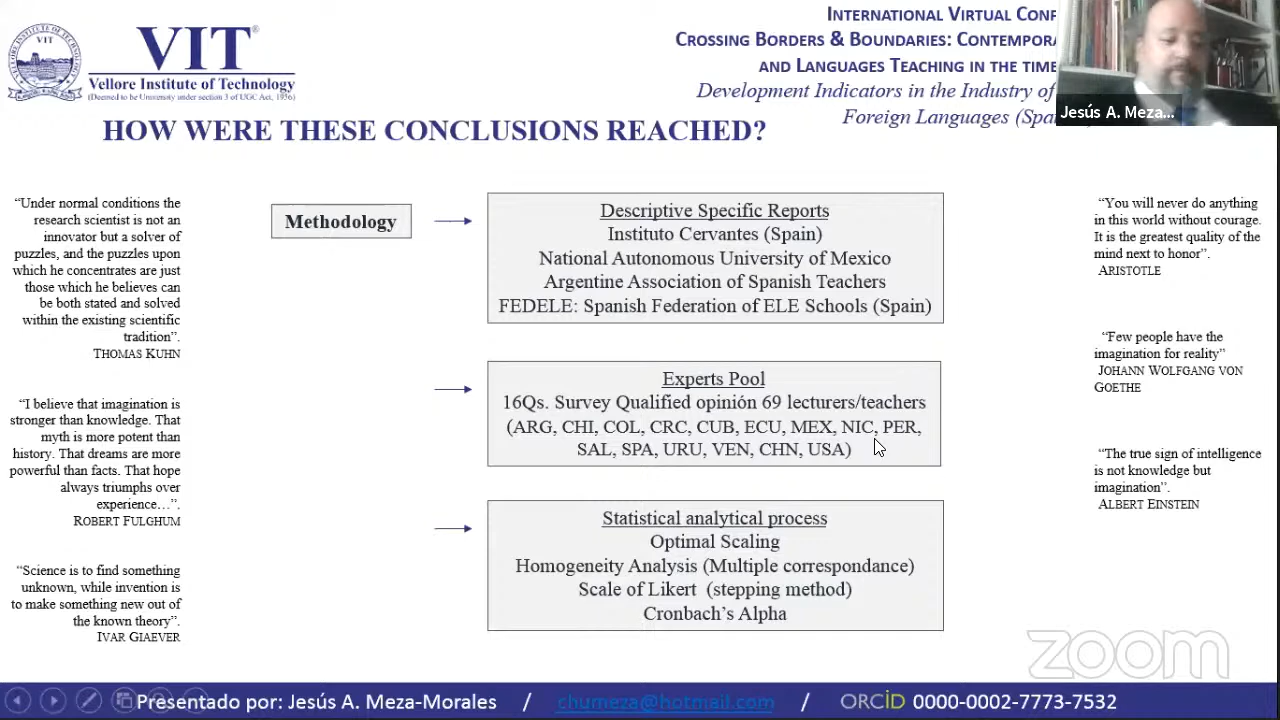 VIT®
Vellore Institute of Technology
(Deemed to be University under section 3 of UGC Act, 1956)
INTERNATIONAL VIRTUAL CONF
CROSSING BORDERS & BOUNDARIES: CONTEMPORA
AND LANGUAGES TEACHING IN THE TIME
Development Indicators in the Industry of
Foreign Languages (Spa
Jesús A. Meza...
HOW WERE THESE CONCLUSIONS REACHED?
“Under normal conditions the
research scientist is not an
innovator but a solver of
puzzles, and the puzzles upon
which he concentrates are just
those which he believes can
be both stated and solved
within the existing scientific
tradition”.
THOMAS KUHN
“I believe that imagination is
stronger than knowledge. That
myth is more potent than
history. That dreams are more
powerful than facts. That hope
always triumphs over
experience…”.
ROBERT FULGHUM
“Science is to find something
unknown, while invention is
to make something new out of
the known theory”.
IVAR GIAEVER
Methodology
Descriptive Specific Reports
Instituto Cervantes (Spain)
National Autonomous University of Mexico
Argentine Association of Spanish Teachers
FEDELE: Spanish Federation of ELE Schools (Spain)
Experts Pool
16Qs. Survey Qualified opinión 69 lecturers/teachers
(ARG, CHI, COL, CRC, CUB, ECU, MEX, NIC, PER,
SAL, SPA, URU, VEN, CHN, USA)
Statistical analytical process
Optimal Scaling
Homogeneity Analysis (Multiple correspondance)
Scale of Likert (stepping method)
Cronbach’s Alpha
“You will never do anything
in this world without courage.
It is the greatest quality of the
mind next to honor”.
ARISTOTLE
“Few people have the
imagination for reality”
JOHANN WOLFGANG VON
GOETHE
“The true sign of intelligence
is not knowledge but
imagination”.
ALBERT EINSTEIN
zoom
Presentado por: Jesús A. Meza-Morales / chumeza@hotmail.com / ORCiD 0000-0002-7773-7532